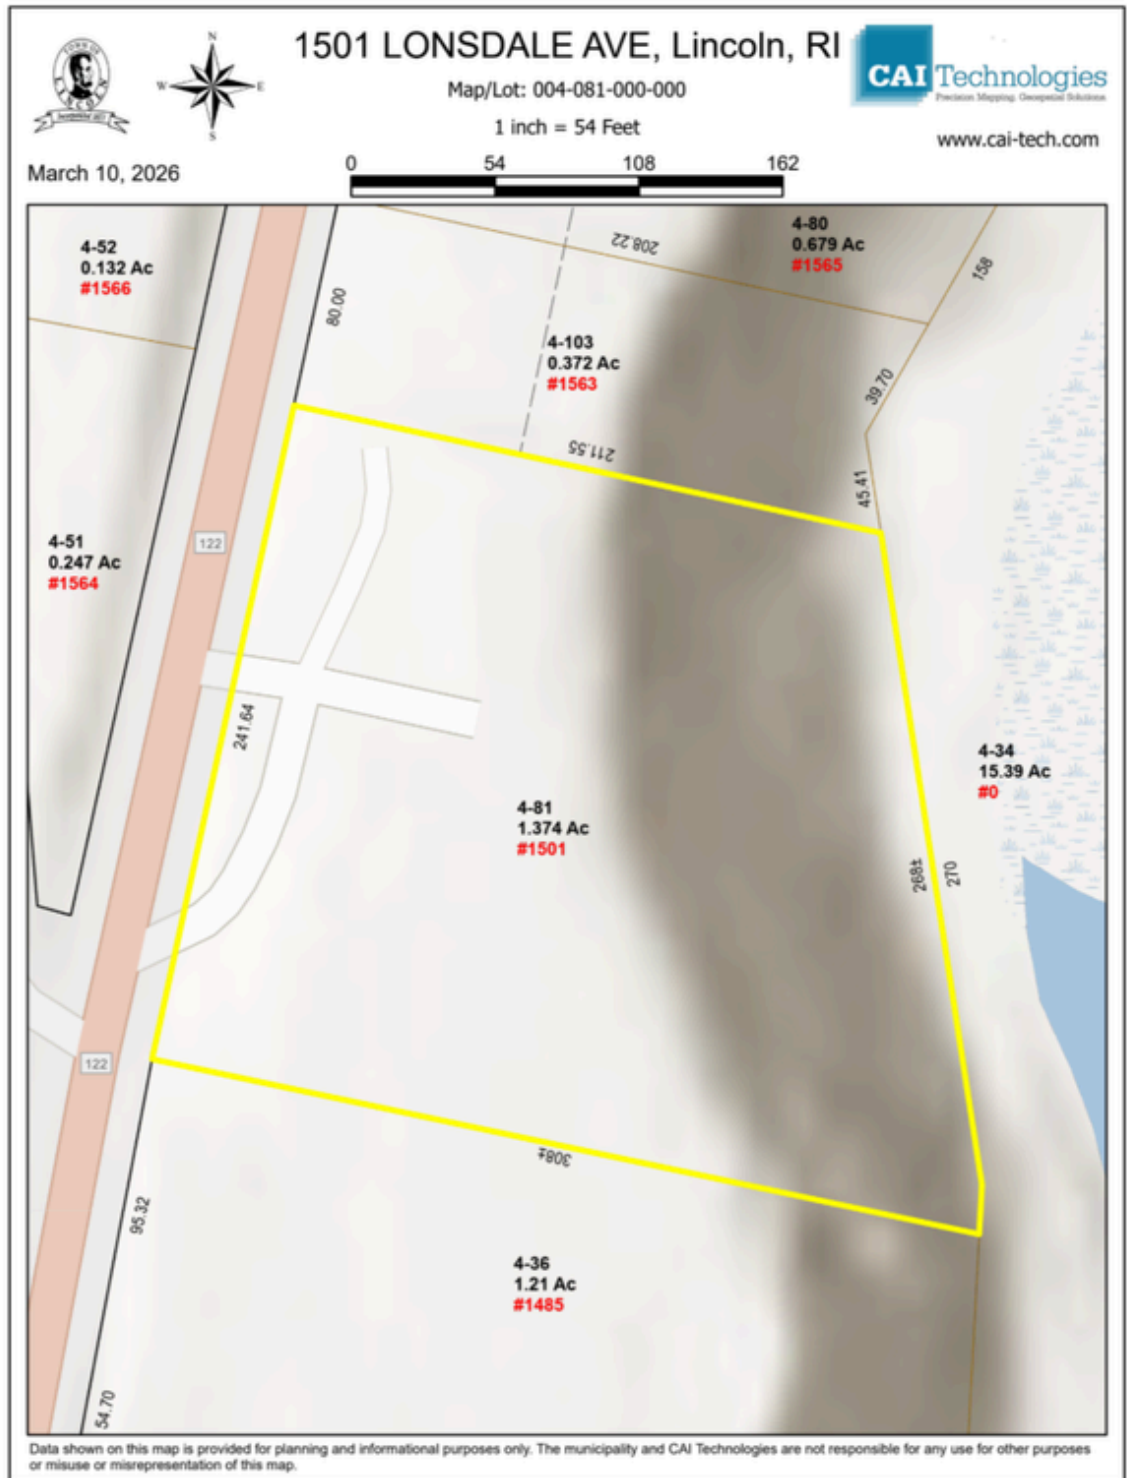 TOWN OF
LINCOLN
N
W
E
S
1501 LONSDALE AVE, Lincoln, RI
Map/Lot: 004-081-000-000
1 inch = 54 Feet
CAI Technologies
Precision Mapping. Geospatial Solutions.
www.cai-tech.com
March 10, 2026
0 54 108 162
4-52
0.132 Ac
#1566
80.00
208.22
4-80
0.679 Ac
#1565
158
4-103
0.372 Ac
#1563
39.70
211.55
45.41
4-51
0.247 Ac
#1564
122
241.64
4-81
1.374 Ac
#1501
4-34
15.39 Ac
#0
268±
270
122
308±
95.32
4-36
1.21 Ac
#1485
54.70
Data shown on this map is provided for planning and informational purposes only. The municipality and CAI Technologies are not responsible for any use for other purposes
or misuse or misrepresentation of this map.